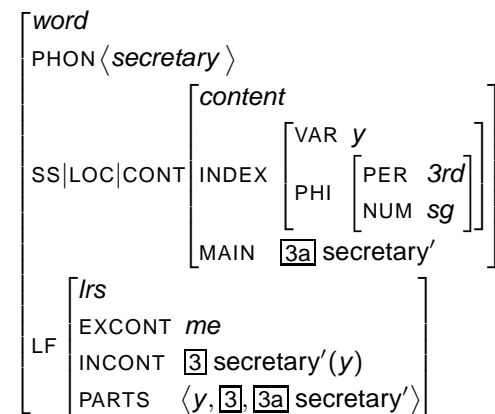 word
PHON ⟨secretary⟩
SS|LOC|CONT
content
INDEX
VAR y
PHI
PER 3rd
NUM sg
MAIN 3a secretary′
LF
lrs
EXCONT me
INCONT 3 secretary′(y)
PARTS ⟨y, 3, 3a secretary′⟩